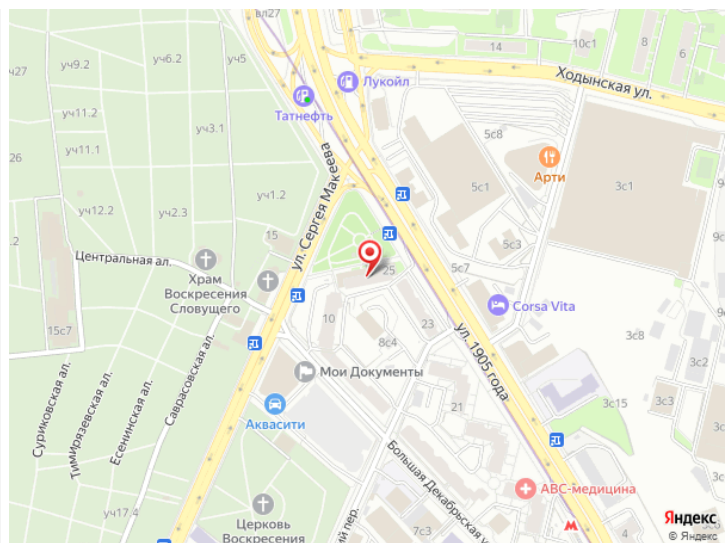 вл27
14
10с1
8
6
4
уч27
уч9.2
уч6.2
уч5
Лукойл
Ходынская ул.
Татнефть
уч11.2
уч3.1
5с8
уч11.1
26
ул. Сергея Макеева
5с1
Арти
3с1
уч1.2
уч12.2
уч2.3
15
5с3
Центральная ал.
Храм
Воскресения
Словущего
25
5с7
Corsa Vita
15с7
10
23
8с4
ул. 1905 года
3с8
3с2
Суриковская ал.
Тимирязевская ал.
Есенинская ал.
Саврасовская ал.
Мои Документы
3с3
3с15
21
Аквасити
Большая Декабрьская
АВС-медицина
уч17.4
Церковь
Воскресения
пер.
7с3
4
Яндекс
© Яндекс